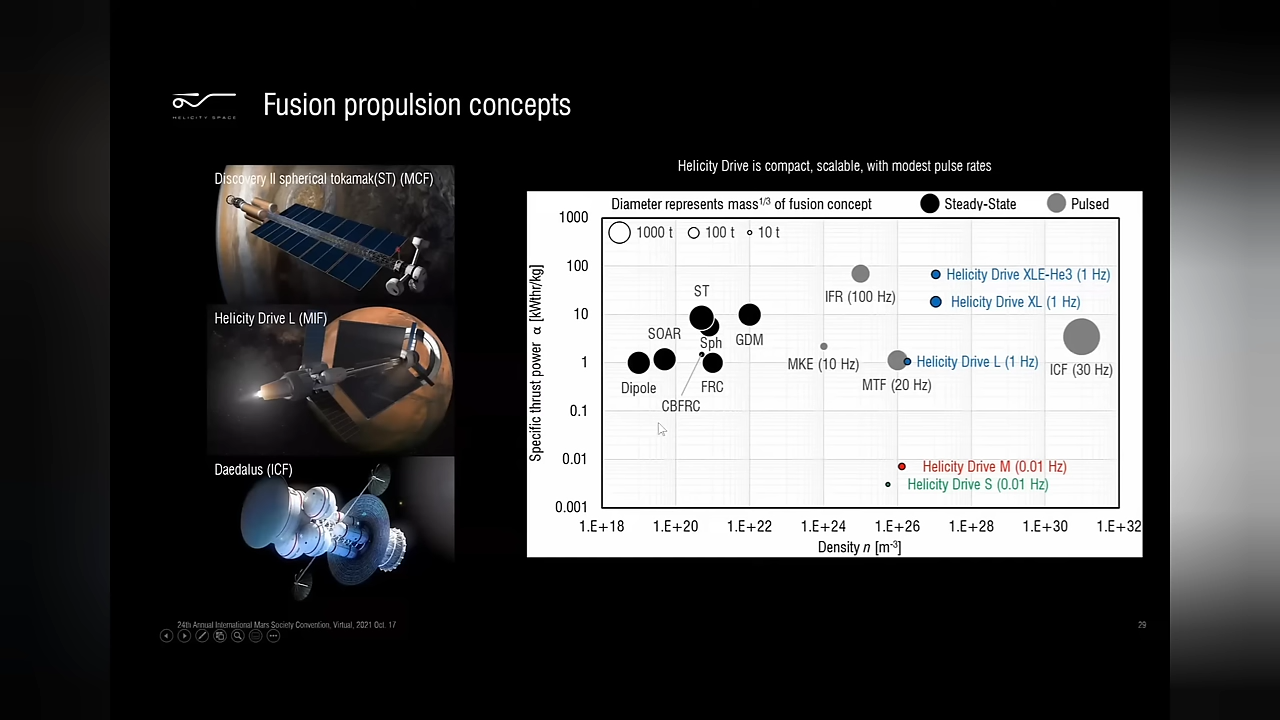 HELICITY SPACE
Fusion propulsion concepts
Discovery II spherical tokamak(ST) (MCF)
Helicity Drive L (MIF)
Daedalus (ICF)
Helicity Drive is compact, scalable, with modest pulse rates
Diameter represents mass1/3 of fusion concept
Steady-State
Pulsed
1000 t
100 t
10 t
Specific thrust power α [kWthr/kg]
1000
100
10
1
0.1
0.01
0.001
ST
SOAR
Sph
GDM
Dipole
FRC
CBFRC
IFR (100 Hz)
MKE (10 Hz)
MTF (20 Hz)
ICF (30 Hz)
Helicity Drive XLE-He3 (1 Hz)
Helicity Drive XL (1 Hz)
Helicity Drive L (1 Hz)
Helicity Drive M (0.01 Hz)
Helicity Drive S (0.01 Hz)
1.E+18
1.E+20
1.E+22
1.E+24
1.E+26
1.E+28
1.E+30
1.E+32
Density n [m-3]
24th Annual International Mars Society Convention, Virtual, 2021 Oct. 17
29